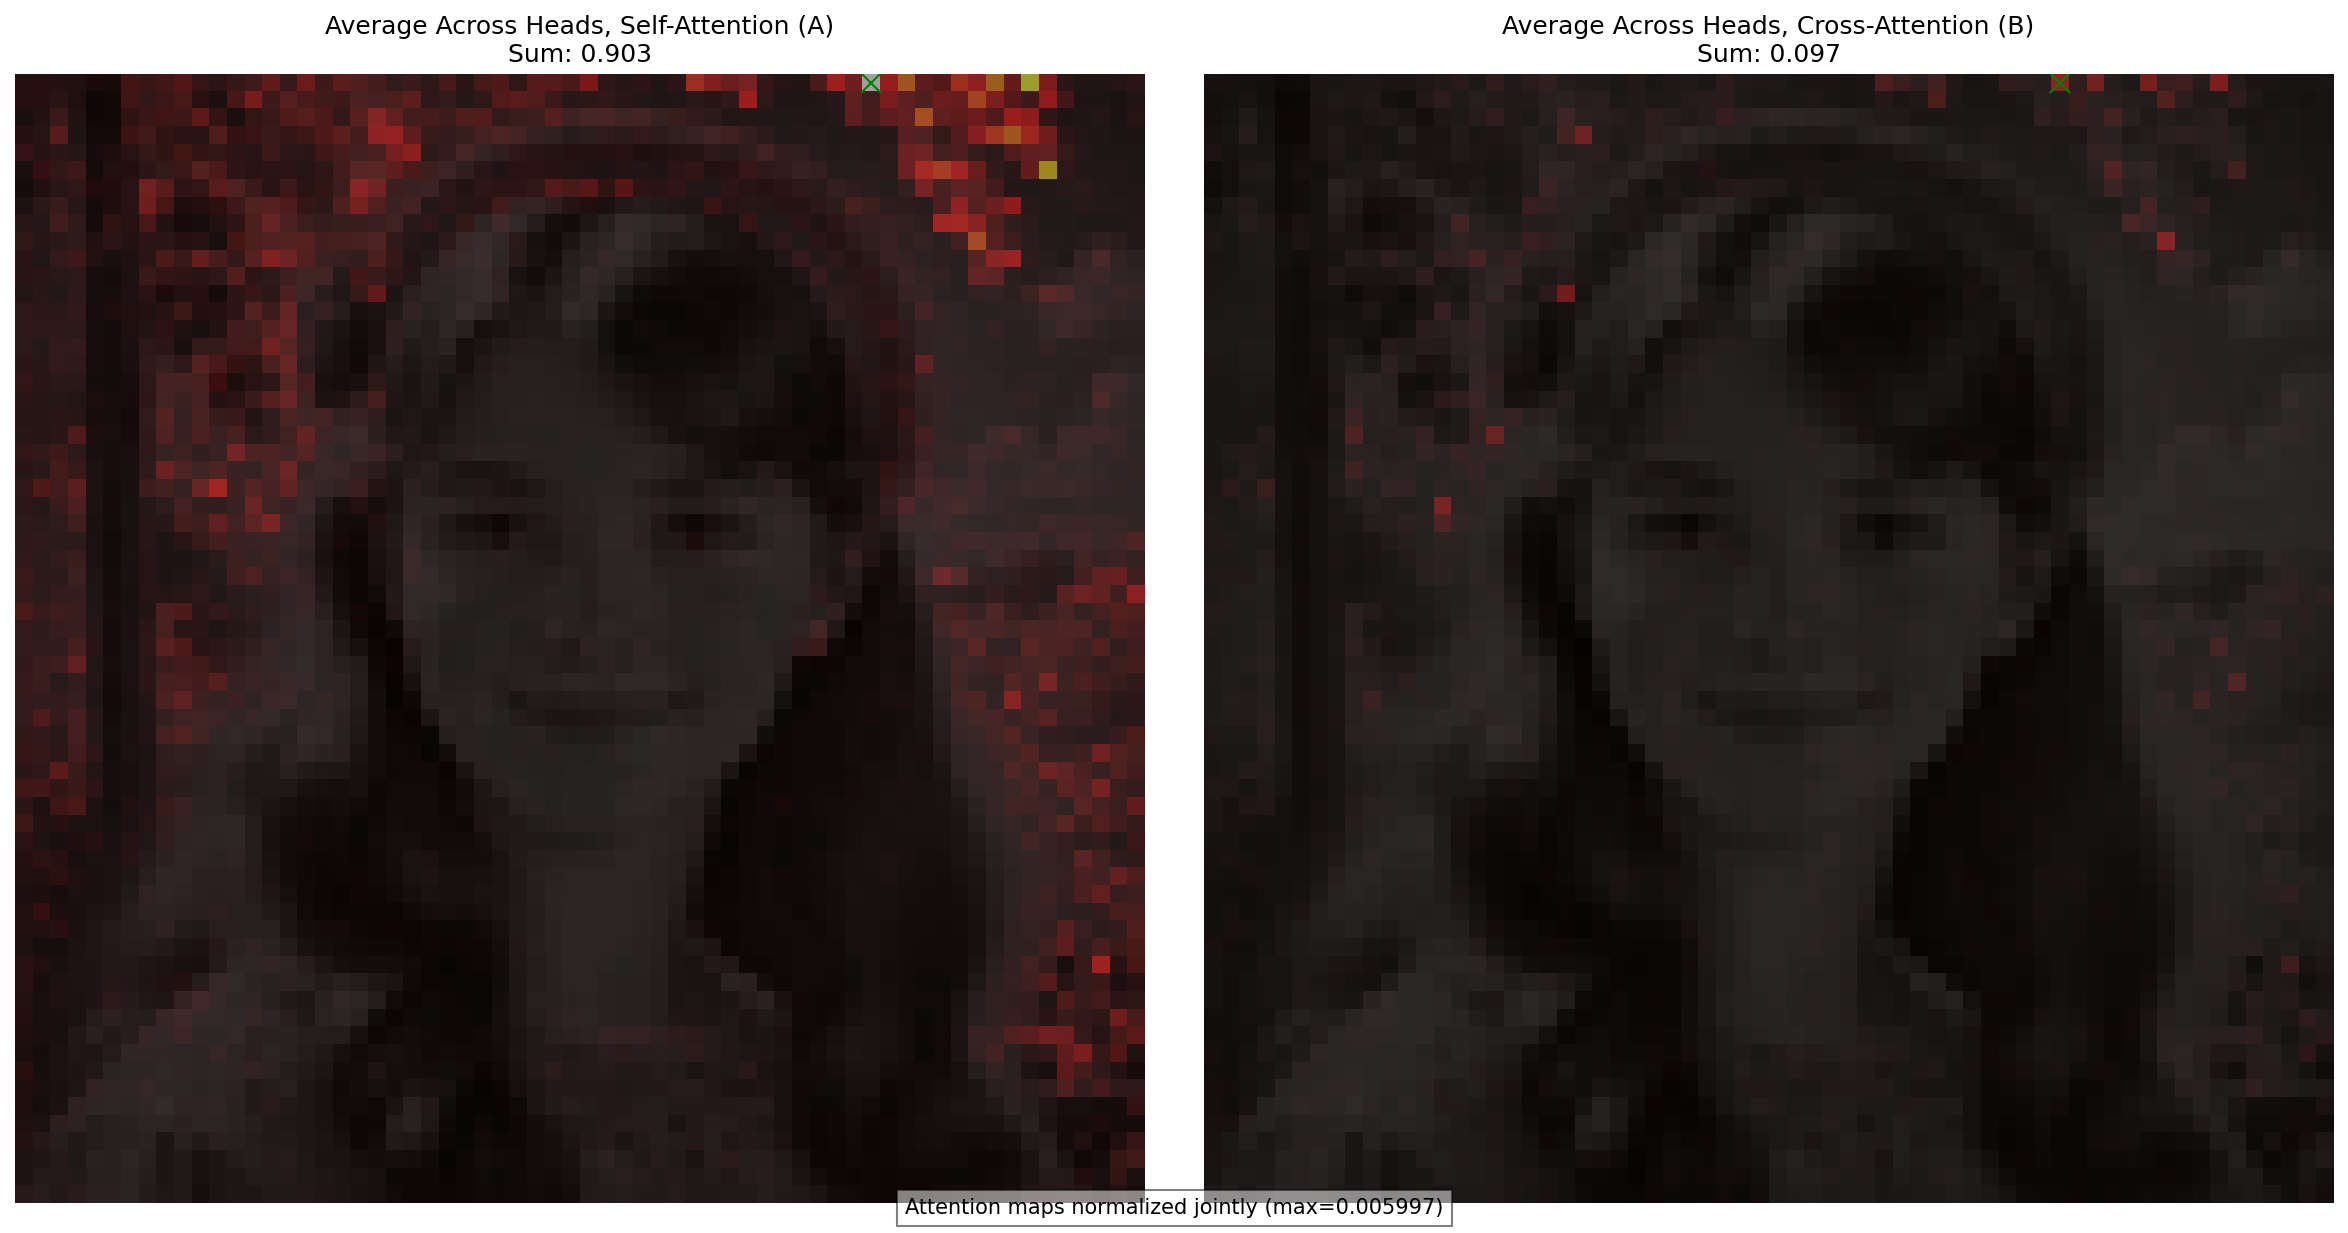 Average Across Heads, Self-Attention (A)
Sum: 0.903
Average Across Heads, Cross-Attention (B)
Sum: 0.097
Attention maps normalized jointly (max=0.005997)